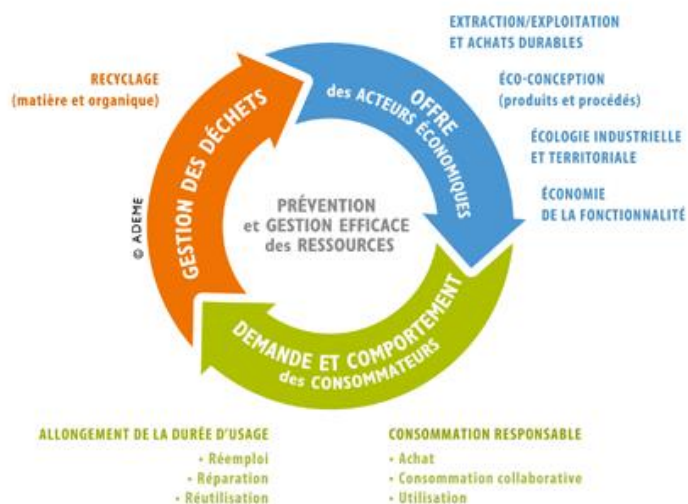 EXTRACTION/EXPLOITATION
ET ACHATS DURABLES
RECYCLAGE
(matière et organique)
ÉCO-CONCEPTION
(produits et procédés)
ÉCOLOGIE INDUSTRIELLE
ET TERRITORIALE
ÉCONOMIE
DE LA FONCTIONNALITÉ
OFFRE
des ACTEURS ÉCONOMIQUES
GESTION DES DÉCHETS
PRÉVENTION
et GESTION EFFICACE
des RESSOURCES
© ADEME
DEMANDE ET COMPORTEMENT
des CONSOMMATEURS
ALLONGEMENT DE LA DURÉE D'USAGE
• Réemploi
• Réparation
• Réutilisation
CONSOMMATION RESPONSABLE
• Achat
• Consommation collaborative
• Utilisation